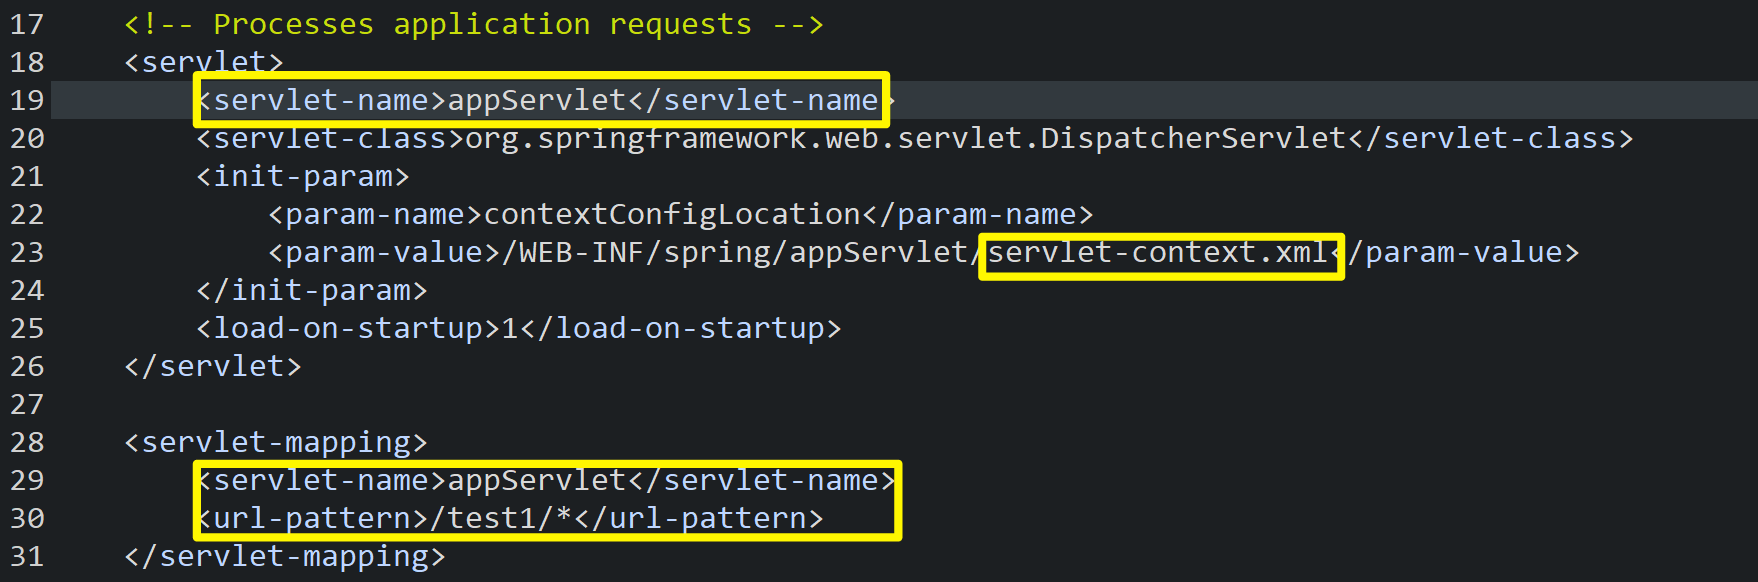 17 <!-- Processes application requests -->
18 <servlet>
19 <servlet-name>appServlet</servlet-name>
20 <servlet-class>org.springframework.web.servlet.DispatcherServlet</servlet-class>
21 <init-param>
22 <param-name>contextConfigLocation</param-name>
23 <param-value>/WEB-INF/spring/appServlet/servlet-context.xml</param-value>
24 </init-param>
25 <load-on-startup>1</load-on-startup>
26 </servlet>
27
28 <servlet-mapping>
29 <servlet-name>appServlet</servlet-name>
30 <url-pattern>/test1/*</url-pattern>
31 </servlet-mapping>